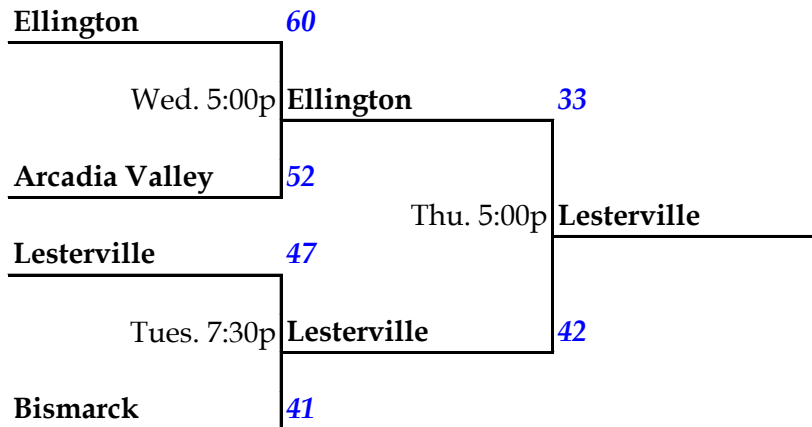 Ellington 60
Wed. 5:00p Ellington 33
Arcadia Valley 52
Thu. 5:00p Lesterville
Lesterville 47
Tues. 7:30p Lesterville 42
Bismarck 41